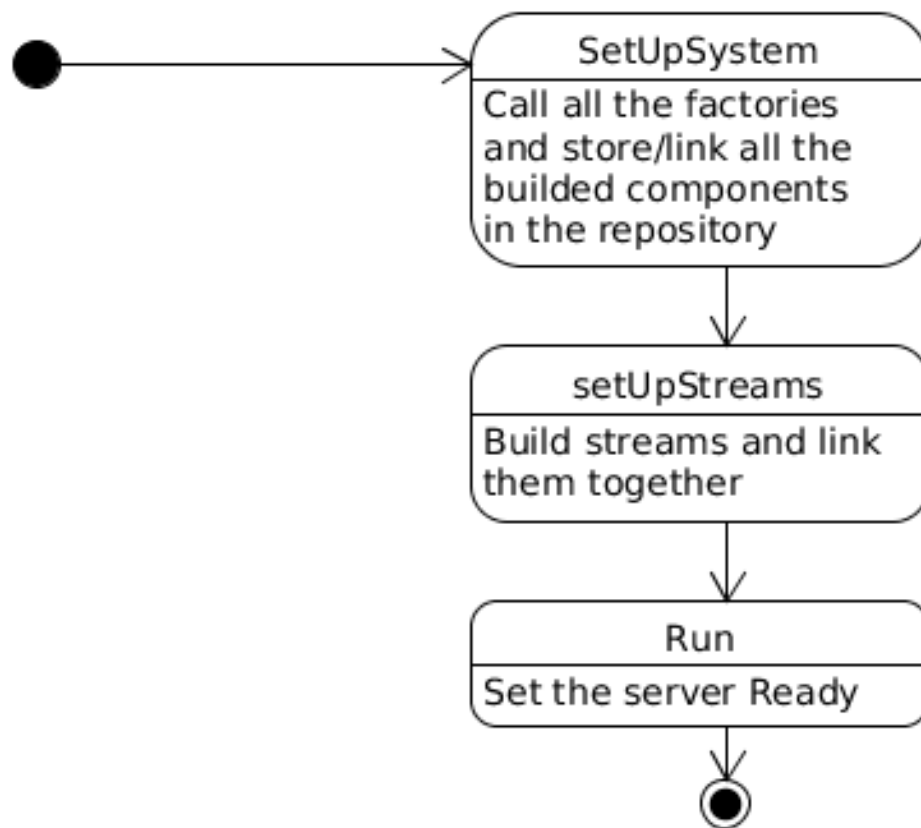 SetUpSystem
Call all the factories
and store/link all the
builded components
in the repository
setUpStreams
Build streams and link
them together
Run
Set the server Ready